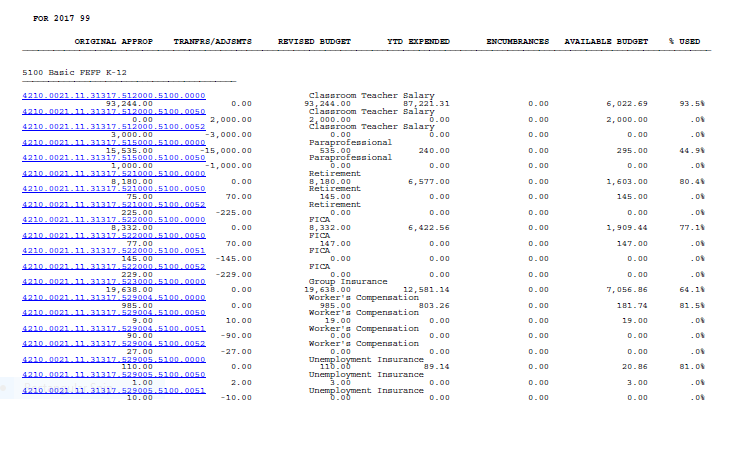 FOR 2017 99
ORIGINAL APPROP TRANFRS/ADJSMTS REVISED BUDGET YTD EXPENDED ENCUMBRANCES AVAILABLE BUDGET % USED
5100 Basic FEFP K-12
4210.0021.11.31317.512000.5100.0000 Classroom Teacher Salary
93,244.00 0.00 93,244.00 87,221.31 0.00 6,022.69 93.5%
4210.0021.11.31317.512000.5100.0050 Classroom Teacher Salary
0.00 2,000.00 2,000.00 0.00 0.00 2,000.00 .0%
4210.0021.11.31317.512000.5100.0052 Classroom Teacher Salary
3,000.00 -3,000.00 0.00 0.00 0.00 0.00 .0%
4210.0021.11.31317.515000.5100.0000 Paraprofessional
15,535.00 -15,000.00 535.00 240.00 0.00 295.00 44.9%
4210.0021.11.31317.515000.5100.0050 Paraprofessional
1,000.00 -1,000.00 0.00 0.00 0.00 0.00 .0%
4210.0021.11.31317.521000.5100.0000 Retirement
8,180.00 0.00 8,180.00 6,577.00 0.00 1,603.00 80.4%
4210.0021.11.31317.521000.5100.0050 Retirement
75.00 70.00 145.00 0.00 0.00 145.00 .0%
4210.0021.11.31317.521000.5100.0052 Retirement
225.00 -225.00 0.00 0.00 0.00 0.00 .0%
4210.0021.11.31317.522000.5100.0000 FICA
8,332.00 0.00 8,332.00 6,422.56 0.00 1,909.44 77.1%
4210.0021.11.31317.522000.5100.0050 FICA
77.00 70.00 147.00 0.00 0.00 147.00 .0%
4210.0021.11.31317.522000.5100.0051 FICA
145.00 -145.00 0.00 0.00 0.00 0.00 .0%
4210.0021.11.31317.522000.5100.0052 FICA
229.00 -229.00 0.00 0.00 0.00 0.00 .0%
4210.0021.11.31317.523000.5100.0000 Group Insurance
19,638.00 0.00 19,638.00 12,581.14 0.00 7,056.86 64.1%
4210.0021.11.31317.529004.5100.0000 Worker's Compensation
985.00 0.00 985.00 803.26 0.00 181.74 81.5%
4210.0021.11.31317.529004.5100.0050 Worker's Compensation
9.00 10.00 19.00 0.00 0.00 19.00 .0%
4210.0021.11.31317.529004.5100.0051 Worker's Compensation
90.00 -90.00 0.00 0.00 0.00 0.00 .0%
4210.0021.11.31317.529004.5100.0052 Worker's Compensation
27.00 -27.00 0.00 0.00 0.00 0.00 .0%
4210.0021.11.31317.529005.5100.0000 Unemployment Insurance
110.00 0.00 110.00 89.14 0.00 20.86 81.0%
4210.0021.11.31317.529005.5100.0050 Unemployment Insurance
1.00 2.00 3.00 0.00 0.00 3.00 .0%
4210.0021.11.31317.529005.5100.0051 Unemployment Insurance
10.00 -10.00 0.00 0.00 0.00 0.00 .0%